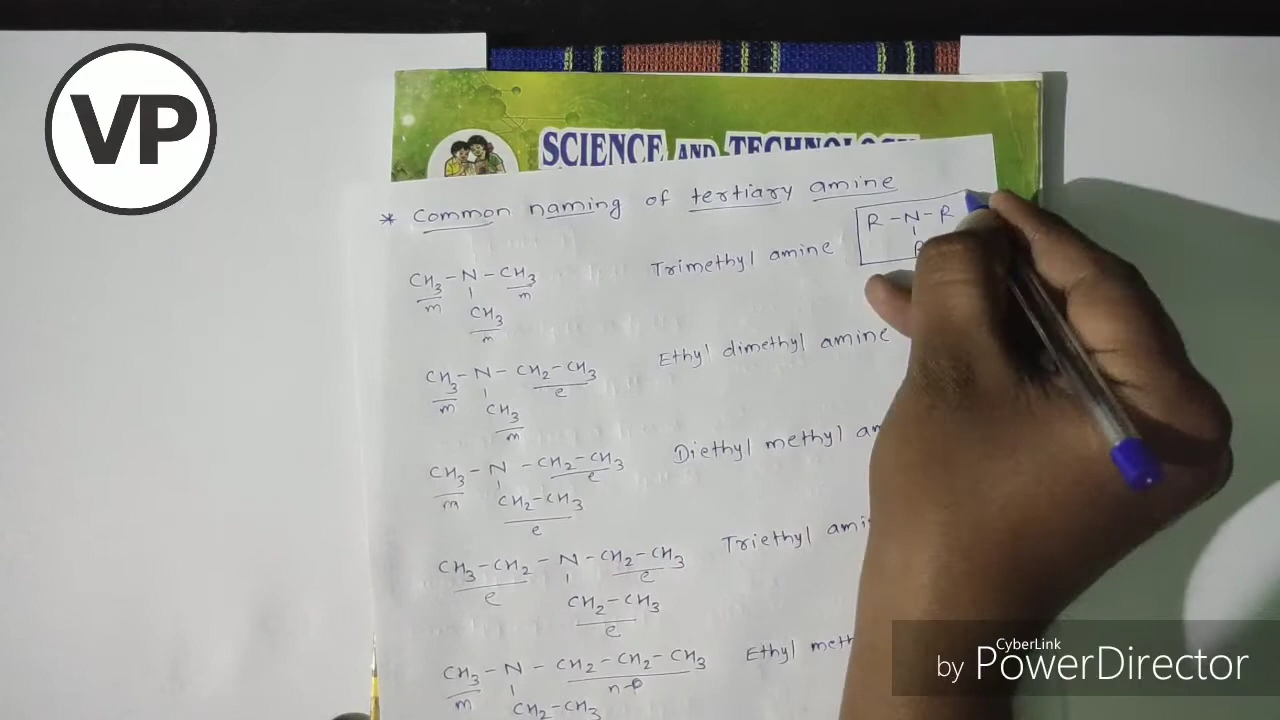 VP
SCIENCE AND TECHNOLOGY
* Common naming of tertiary amine
R – N – R
CH3 – N – CH3 Trimethyl amine
m m
CH3
m
CH3 – N – CH2 – CH3 Ethyl dimethyl amine
m e
CH3
m
CH3 – N – CH2 – CH3 Diethyl methyl
m e
CH2 – CH3
e
CH3 – CH2 – N – CH2 – CH3 Triethyl
e e
CH2 – CH3
e
CH3 – N – CH2 – CH2 – CH3 Ethyl
m n-p
CH2 – CH3
CyberLink
by PowerDirector